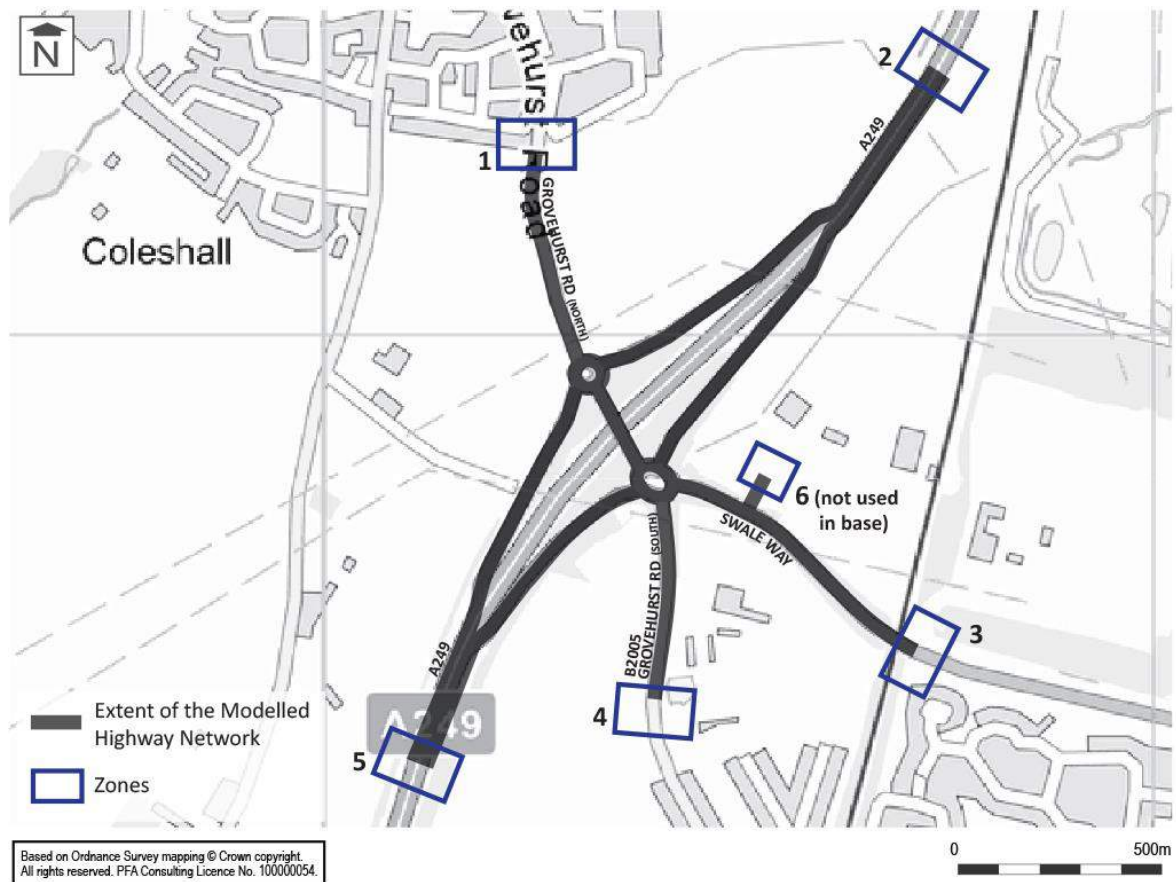 N
nehurst
Road
Coleshall
1
GROVEHURST RD (NORTH)
2
A249
6 (not used
in base)
SWALE WAY
3
B2005
GROVEHURST RD (SOUTH)
4
A249
A249
5
Extent of the Modelled
Highway Network
Zones
Based on Ordnance Survey mapping © Crown copyright.
All rights reserved. PFA Consulting Licence No. 100000054.
0
500m